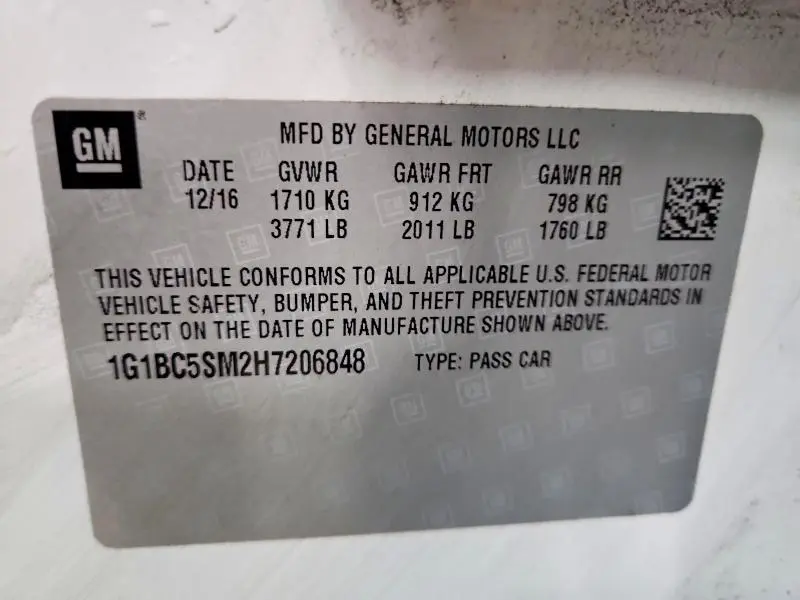 GM ®
MFD BY GENERAL MOTORS LLC
DATE GVWR GAWR FRT GAWR RR
12/16 1710 KG 912 KG 798 KG
3771 LB 2011 LB 1760 LB
THIS VEHICLE CONFORMS TO ALL APPLICABLE U.S. FEDERAL MOTOR
VEHICLE SAFETY, BUMPER, AND THEFT PREVENTION STANDARDS IN
EFFECT ON THE DATE OF MANUFACTURE SHOWN ABOVE.
1G1BC5SM2H7206848 TYPE: PASS CAR